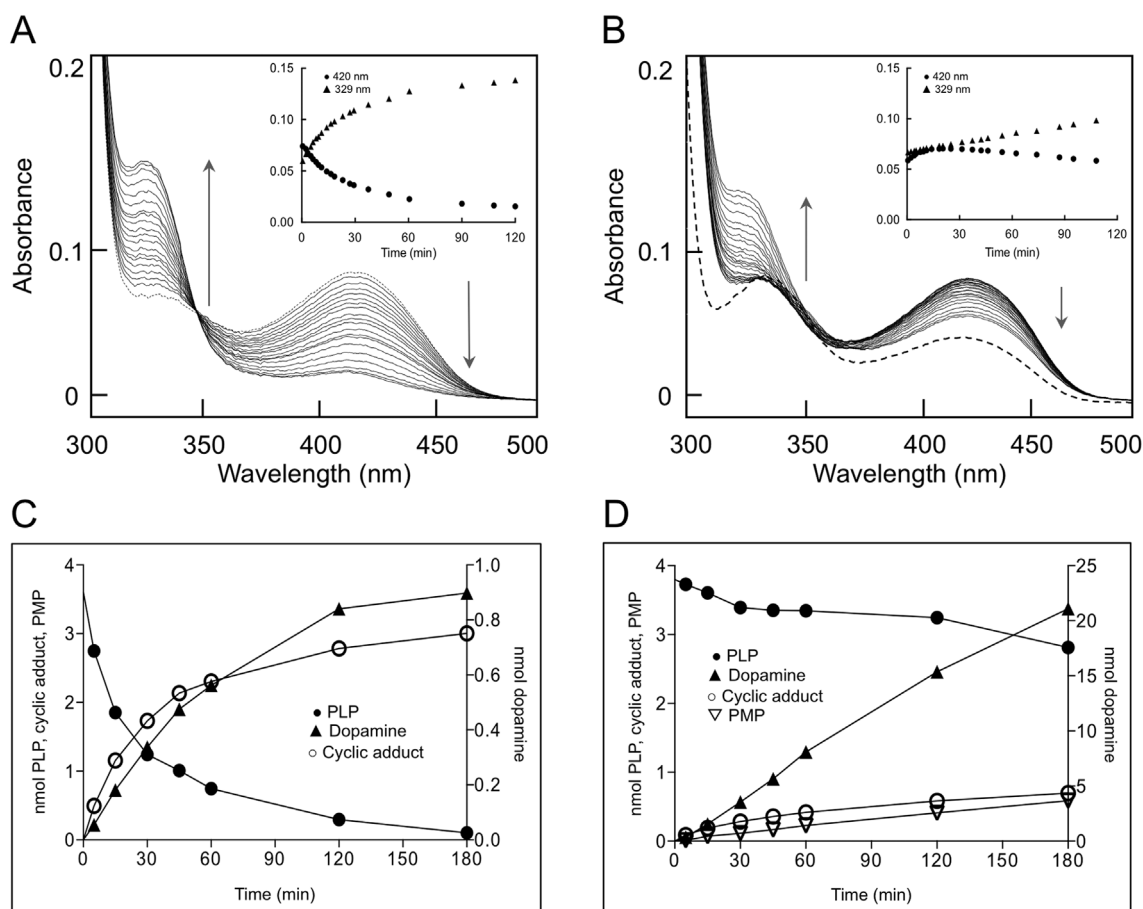 A
0.2
0.1
0
Absorbance
300
350
400
450
500
Wavelength (nm)
0.15
0.10
0.05
0.00
420 nm
329 nm
0
30
60
90
120
Time (min)
B
0.2
0.1
0
Absorbance
300
350
400
450
500
Wavelength (nm)
0.15
0.10
0.05
0.00
420 nm
329 nm
0
30
60
90
120
Time (min)
C
4
3
2
1
0
nmol PLP, cyclic adduct, PMP
1.0
0.8
0.6
0.4
0.2
0.0
nmol dopamine
PLP
Dopamine
Cyclic adduct
0
30
60
90
120
150
180
Time (min)
D
4
3
2
1
0
nmol PLP, cyclic adduct, PMP
25
20
15
10
5
0
nmol dopamine
PLP
Dopamine
Cyclic adduct
PMP
0
30
60
90
120
150
180
Time (min)